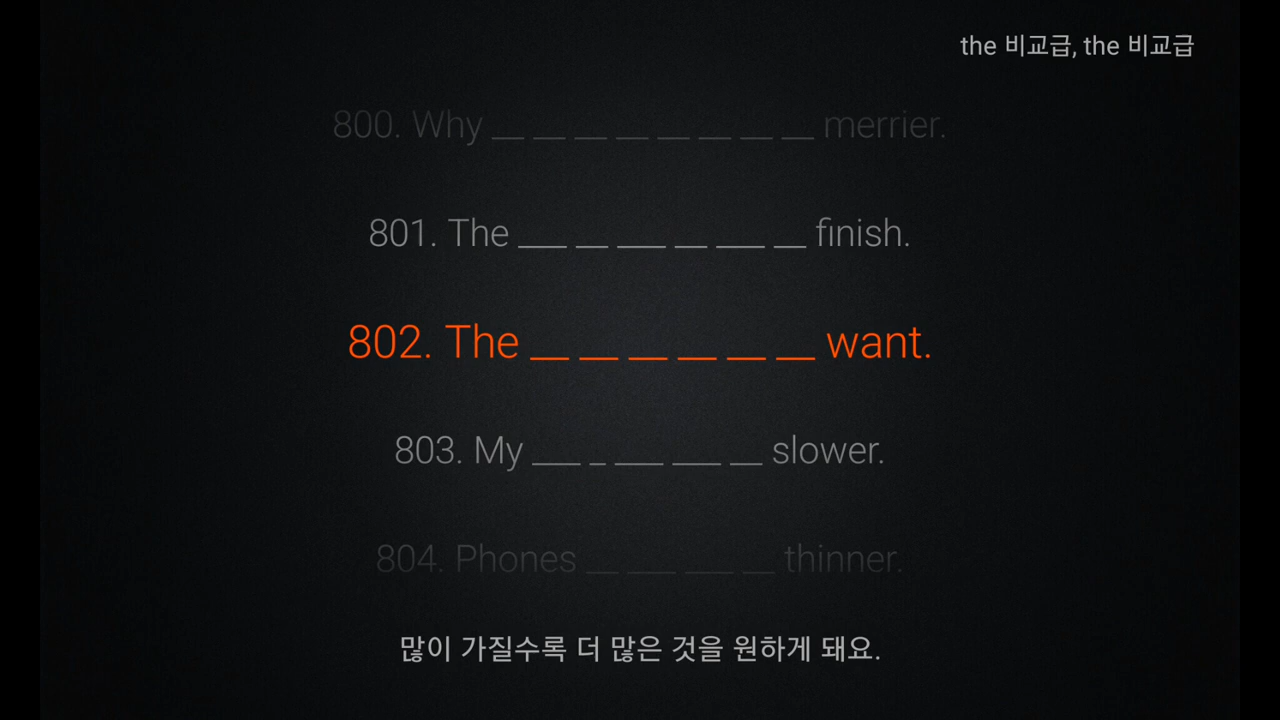 the 비교급, the 비교급
800. Why __ __ __ __ __ __ __ __ merrier.
801. The ___ __ ___ __ ___ __ finish.
802. The __ __ __ __ __ __ want.
803. My ___ _ ___ ___ __ slower.
804. Phones __ ___ ___ __ thinner.
많이 가질수록 더 많은 것을 원하게 돼요.